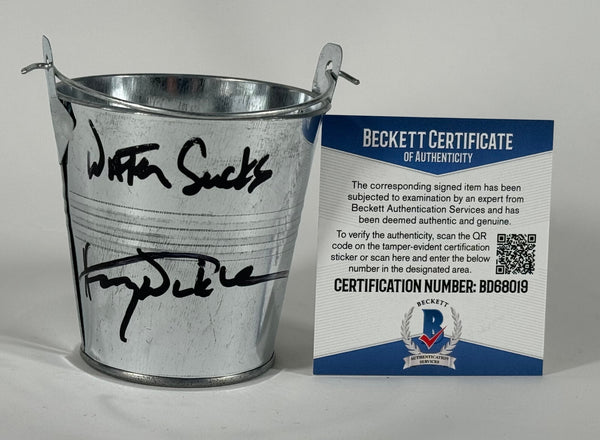 Water Sucks
BECKETT CERTIFICATE
OF AUTHENTICITY
The corresponding signed item has been
subjected to examination by an expert from
Beckett Authentication Services and has
been deemed authentic and genuine.
To verify the authenticity, scan the QR
code on the tamper-evident certification
sticker or scan here and enter the below
number in the designated area.
CERTIFICATION NUMBER: BD68019
BECKETT
B
AUTHENTICATION
SERVICES